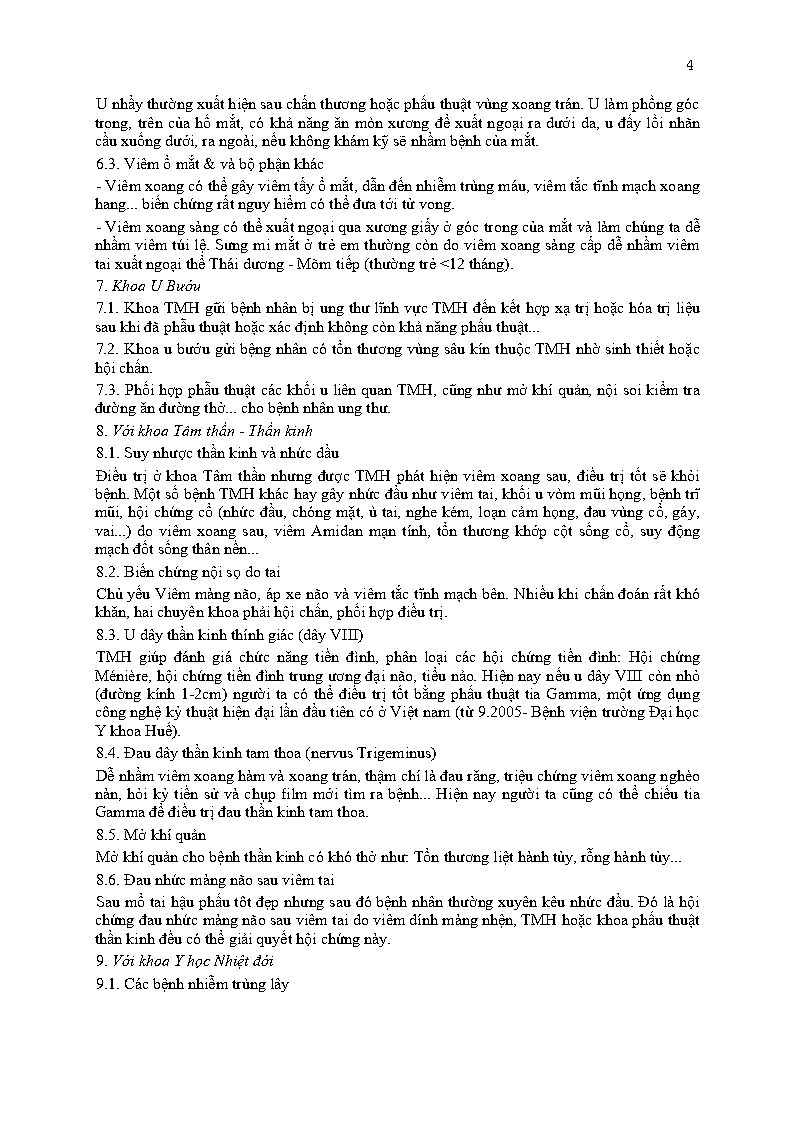 4
U nhầy thường xuất hiện sau chấn thương hoặc phẫu thuật vùng xoang trán. U làm phồng góc
trong, trên của hố mắt, có khả năng ăn mòn xương để xuất ngoại ra dưới da, u đẩy lồi nhãn
cầu xuống dưới, ra ngoài, nếu không khám kỹ sẽ nhầm bệnh của mắt.
6.3. Viêm ổ mắt & và bộ phận khác
- Viêm xoang có thể gây viêm tấy ổ mắt, dẫn đến nhiễm trùng máu, viêm tắc tĩnh mạch xoang
hang... biến chứng rất nguy hiểm có thể đưa tới tử vong.
- Viêm xoang sàng có thể xuất ngoại qua xương giấy ở góc trong của mắt và làm chúng ta dễ
nhầm viêm túi lệ. Sưng mi mắt ở trẻ em thường còn do viêm xoang sàng cấp dễ nhầm viêm
tai xuất ngoại thể Thái dương - Mõm tiếp (thường trẻ <12 tháng).
7. Khoa U Bướu
7.1. Khoa TMH gữi bệnh nhân bị ung thư lĩnh vực TMH đến kết hợp xạ trị hoặc hóa trị liệu
sau khi đã phẫu thuật hoặc xác định không còn khả năng phẫu thuật...
7.2. Khoa u bướu gửi bệng nhân có tổn thương vùng sâu kín thuộc TMH nhờ sinh thiết hoặc
hội chẩn.
7.3. Phối hợp phẫu thuật các khối u liên quan TMH, cũng như mở khí quản, nội soi kiểm tra
đường ăn đường thở... cho bệnh nhân ung thư.
8. Với khoa Tâm thần - Thần kinh
8.1. Suy nhược thần kinh và nhức dầu
Điều trị ở khoa Tâm thần nhưng được TMH phát hiện viêm xoang sau, điều trị tốt sẽ khỏi
bệnh. Một số bệnh TMH khác hay gây nhức đầu như viêm tai, khối u vòm mũi họng, bệnh trĩ
mũi, hội chứng cổ (nhức đầu, chóng mặt, ù tai, nghe kém, loạn cảm họng, đau vùng cổ, gáy,
vai...) do viêm xoang sau, viêm Amidan mạn tính, tổn thương khớp cột sống cổ, suy động
mạch đốt sống thân nền...
8.2. Biến chứng nội sọ do tai
Chủ yếu Viêm màng não, áp xe não và viêm tắc tĩnh mạch bên. Nhiều khi chẩn đoán rất khó
khăn, hai chuyên khoa phải hội chẩn, phối hợp điều trị.
8.3. U dây thần kinh thính giác (dây VIII)
TMH giúp đánh giá chức năng tiền đình, phân loại các hội chứng tiền đình: Hội chứng
Ménière, hội chứng tiền đình trung ương đại não, tiểu não. Hiện nay nếu u dây VIII còn nhỏ
(đường kính 1-2cm) người ta có thể điều trị tốt bằng phẩu thuật tia Gamma, một ứng dụng
công nghệ kỷ thuật hiện đại lần đầu tiên có ở Việt nam (từ 9.2005- Bệnh viện trường Đại học
Y khoa Huế).
8.4. Đau dây thần kinh tam thoa (nervus Trigeminus)
Dễ nhầm viêm xoang hàm và xoang trán, thậm chí là đau răng, triệu chứng viêm xoang nghèo
nàn, hỏi kỷ tiền sử và chụp film mới tìm ra bệnh... Hiện nay người ta cũng có thể chiếu tia
Gamma để điều trị đau thần kinh tam thoa.
8.5. Mở khí quản
Mở khí quản cho bệnh thần kinh có khó thở như: Tổn thương liệt hành tủy, rỗng hành tủy...
8.6. Đau nhức màng não sau viêm tai
Sau mổ tai hậu phẩu tôt đẹp nhưng sau đó bệnh nhân thường xuyên kêu nhức đầu. Đó là hội
chứng đau nhức màng não sau viêm tai do viêm dính màng nhện, TMH hoặc khoa phẩu thuật
thần kinh đều có thể giải quyết hội chứng này.
9. Với khoa Y học Nhiệt đới
9.1. Các bệnh nhiễm trùng lây